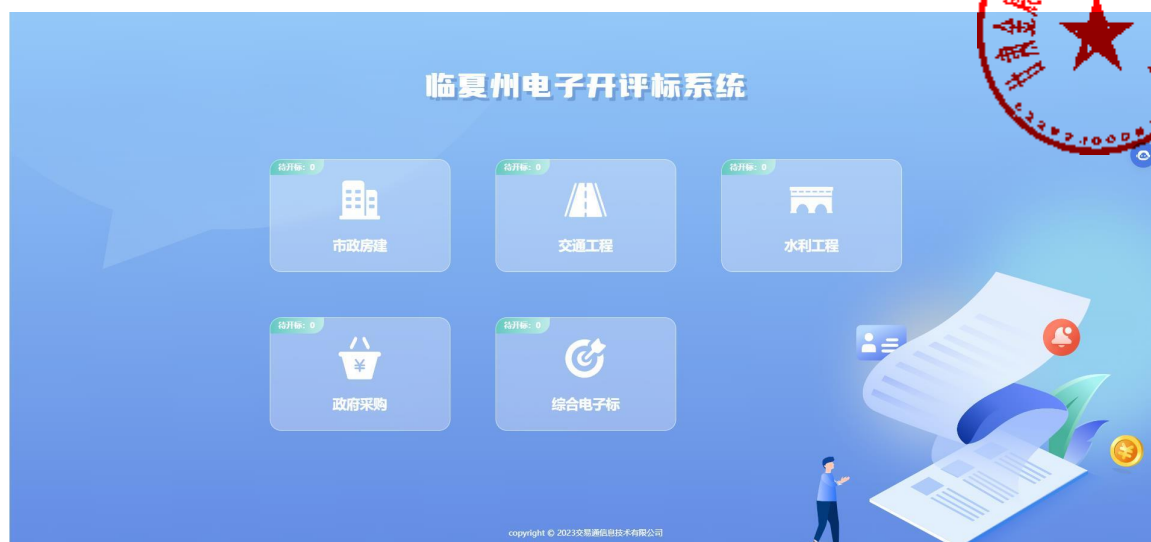 临夏州电子开评标系统
待开标：0
待开标：0
待开标：0
市政房建
交通工程
水利工程
待开标：0
待开标：0
¥
政府采购
综合电子标
¥
copyright © 2023交易通信息技术有限公司